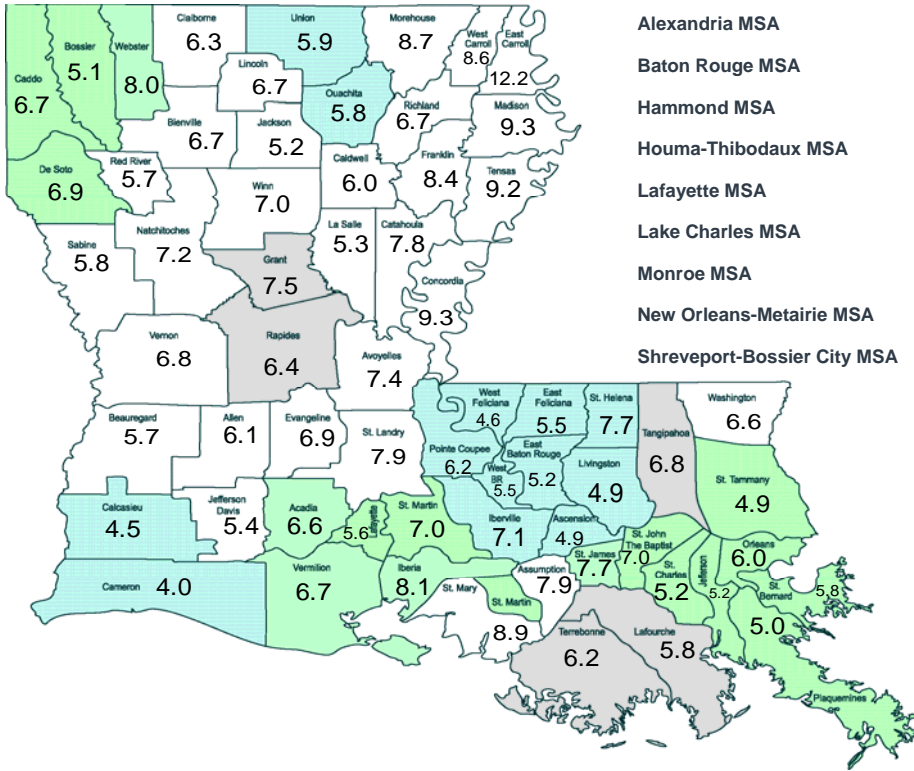 Alexandria MSA
Baton Rouge MSA
Hammond MSA
Houma-Thibodaux MSA
Lafayette MSA
Lake Charles MSA
Monroe MSA
New Orleans-Metairie MSA
Shreveport-Bossier City MSA
Caddo
6.7
Bossier
5.1
Webster
8.0
Claiborne
6.3
Union
5.9
Morehouse
8.7
West
Carroll
8.6
East
Carroll
12.2
Lincoln
6.7
Ouachita
5.8
Richland
6.7
Madison
9.3
Bienville
6.7
Jackson
5.2
De Soto
6.9
Red River
5.7
Caldwell
6.0
Franklin
8.4
Tensas
9.2
Winn
7.0
Natchitoches
7.2
Sabine
5.8
Grant
7.5
La Salle
5.3
Catahoula
7.8
Concordia
9.3
Vernon
6.8
Rapides
6.4
Avoyelles
7.4
Beauregard
5.7
Allen
6.1
Evangeline
6.9
St. Landry
7.9
Pointe Coupee
6.2
West
Feliciana
4.6
East
Feliciana
5.5
St. Helena
7.7
Tangipahoa
6.8
Washington
6.6
West
BR
5.5
East
Baton Rouge
5.2
Livingston
4.9
St. Tammany
4.9
Calcasieu
4.5
Jefferson
Davis
5.4
Acadia
6.6
Lafayette
5.6
St. Martin
7.0
Iberville
7.1
Ascension
4.9
St. James
7.7
St. John
The Baptist
7.0
St.
Charles
5.2
Jefferson
5.2
Orleans
6.0
St.
Bernard
5.8
Cameron
4.0
Vermilion
6.7
Iberia
8.1
St. Mary
8.9
St. Martin
Assumption
7.9
Terrebonne
6.2
Lafourche
5.8
5.0
Plaquemines